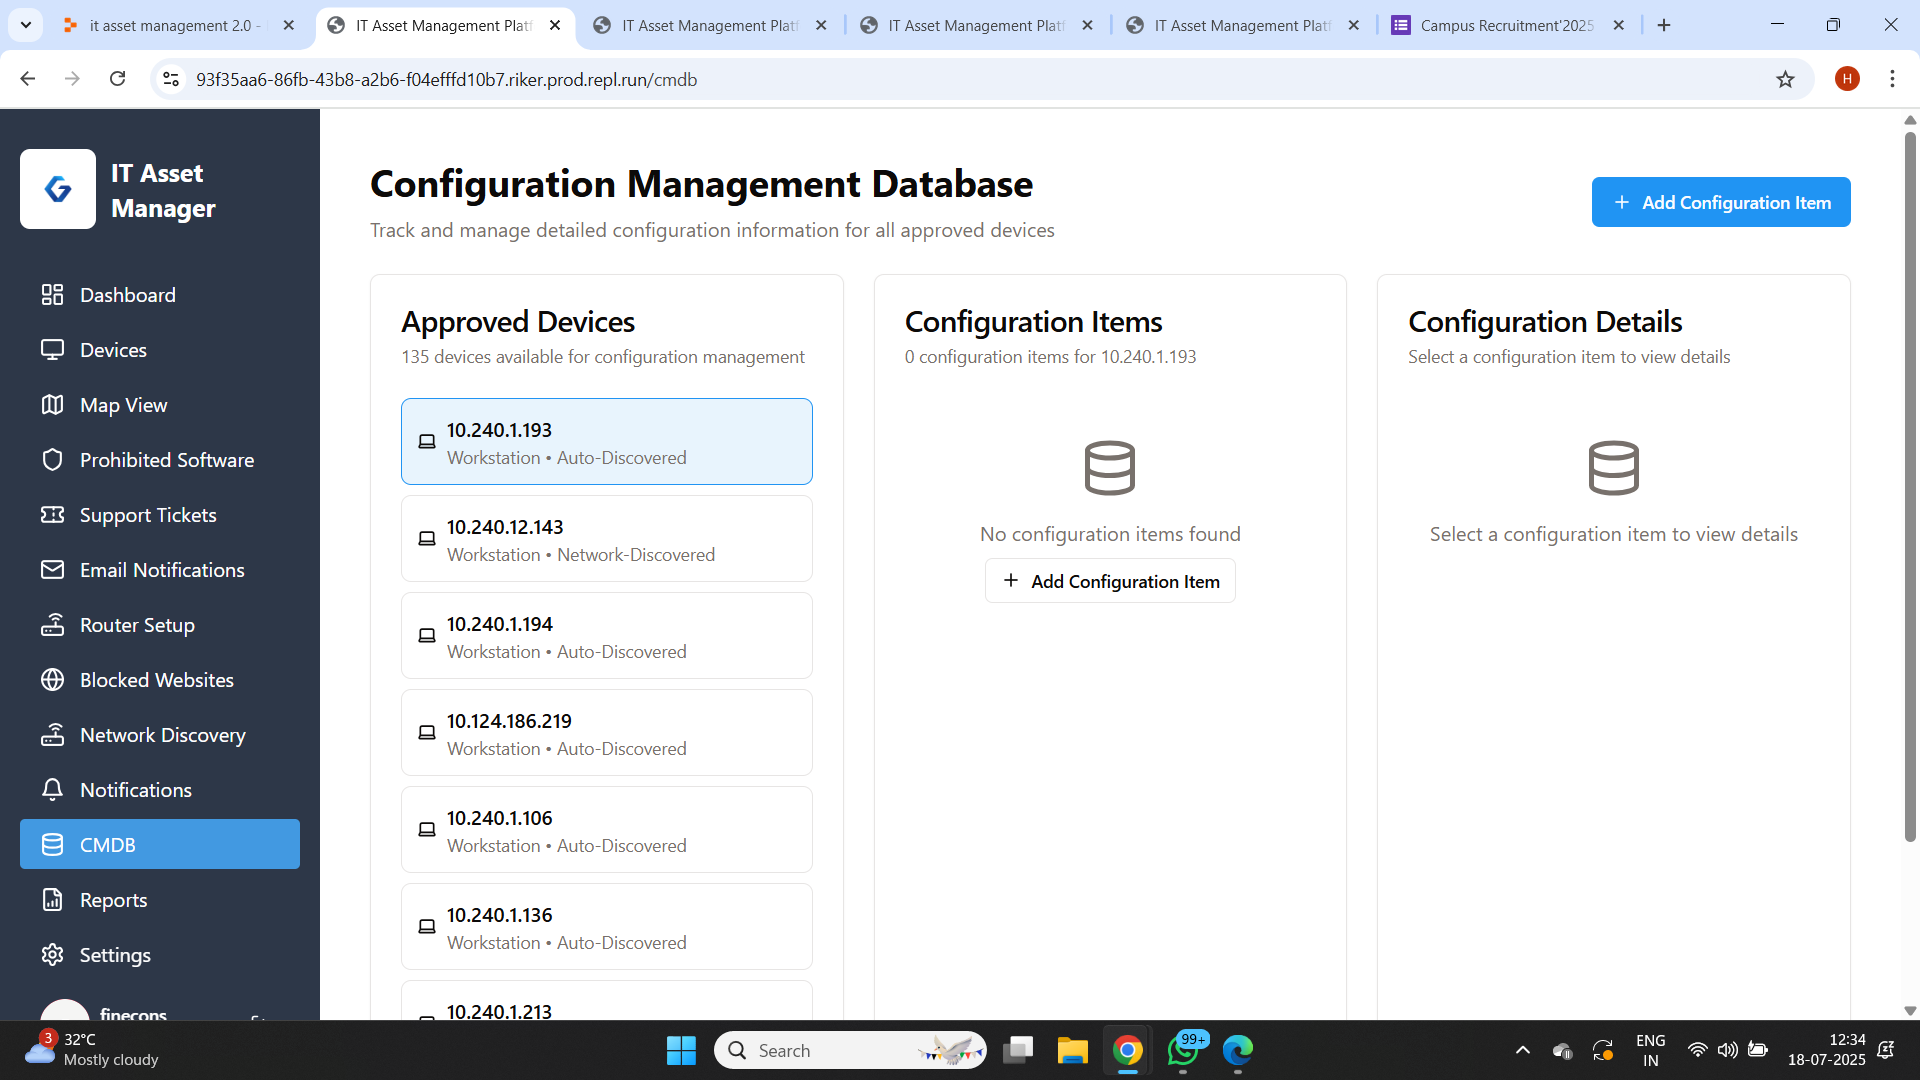 it asset management 2.0 -
IT Asset Management Platf
IT Asset Management Platf
IT Asset Management Platf
IT Asset Management Platf
Campus Recruitment'2025
93f35aa6-86fb-43b8-a2b6-f04efffd10b7.riker.prod.repl.run/cmdb
H
IT Asset
Manager
Dashboard
Devices
Map View
Prohibited Software
Support Tickets
Email Notifications
Router Setup
Blocked Websites
Network Discovery
Notifications
CMDB
Reports
Settings
finecons
Configuration Management Database
Track and manage detailed configuration information for all approved devices
+ Add Configuration Item
Approved Devices
135 devices available for configuration management
10.240.1.193
Workstation • Auto-Discovered
10.240.12.143
Workstation • Network-Discovered
10.240.1.194
Workstation • Auto-Discovered
10.124.186.219
Workstation • Auto-Discovered
10.240.1.106
Workstation • Auto-Discovered
10.240.1.136
Workstation • Auto-Discovered
10.240.1.213
Configuration Items
0 configuration items for 10.240.1.193
No configuration items found
+ Add Configuration Item
Configuration Details
Select a configuration item to view details
Select a configuration item to view details
3
32°C
Mostly cloudy
Search
99+
ENG
IN
12:34
18-07-2025